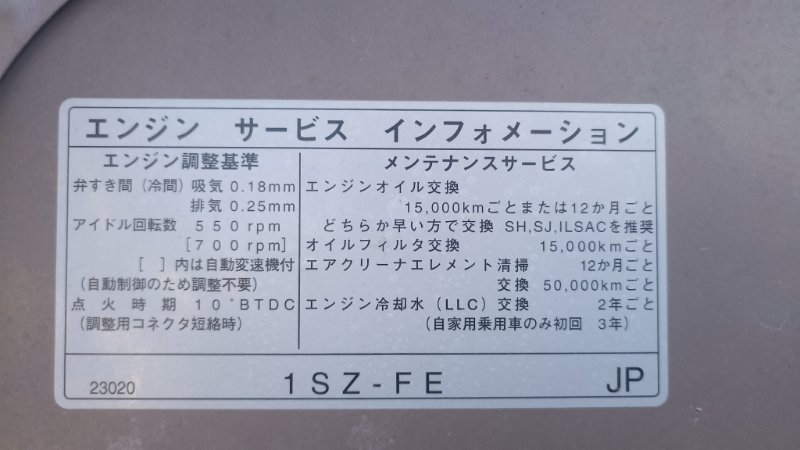 エンジン サービス インフォメーション
エンジン調整基準
弁すき間（冷間）吸気 0.18mm
排気 0.25mm
アイドル回転数 550rpm
[700rpm]
[ ]内は自動変速機付
（自動制御のため調整不要）
点火時期 10°BTDC
（調整用コネクタ短絡時）
メンテナンスサービス
エンジンオイル交換
15,000kmごとまたは12か月ごと
どちらか早い方で交換 SH,SJ,ILSACを推奨
オイルフィルタ交換 15,000kmごと
エアクリーナエレメント清掃 12か月ごと
交換 50,000kmごと
エンジン冷却水（LLC）交換 2年ごと
（自家用乗用車のみ初回 3年）
23020 1SZ-FE JP